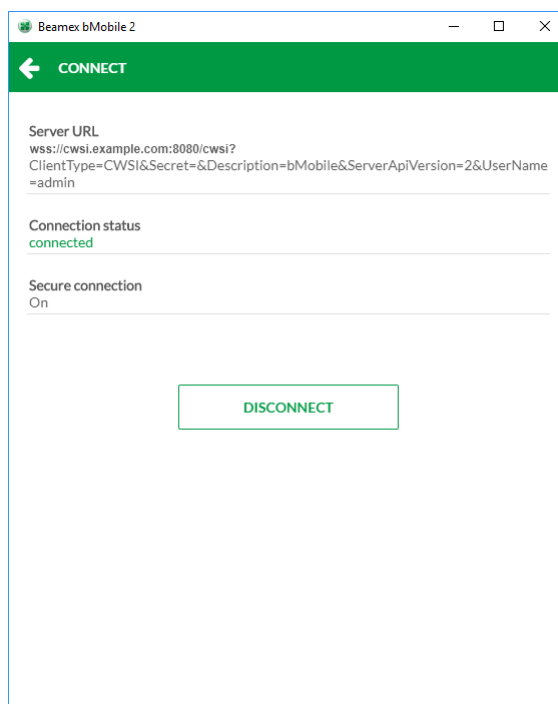 Beamex bMobile 2
CONNECT
Server URL
wss://cwsi.example.com:8080/cwsi?
ClientType=CWSI&Secret=&Description=bMobile&ServerApiVersion=2&UserName
=admin
Connection status
connected
Secure connection
On
DISCONNECT